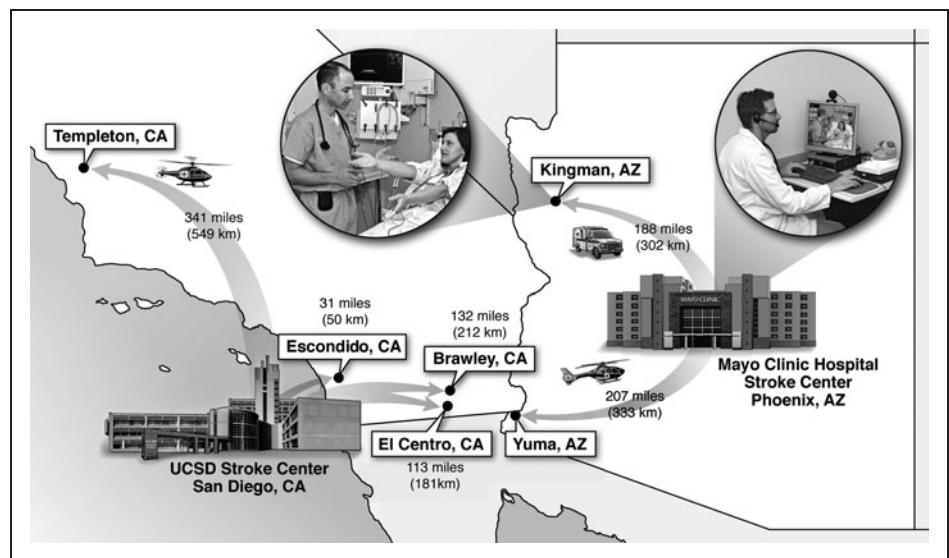 Templeton, CA
341 miles
(549 km)
Kingman, AZ
188 miles
(302 km)
31 miles
(50 km)
Escondido, CA
132 miles
(212 km)
Brawley, CA
MAYO CLINIC
Mayo Clinic Hospital
Stroke Center
Phoenix, AZ
207 miles
(333 km)
El Centro, CA
113 miles
(181km)
Yuma, AZ
UCSD Stroke Center
San Diego, CA